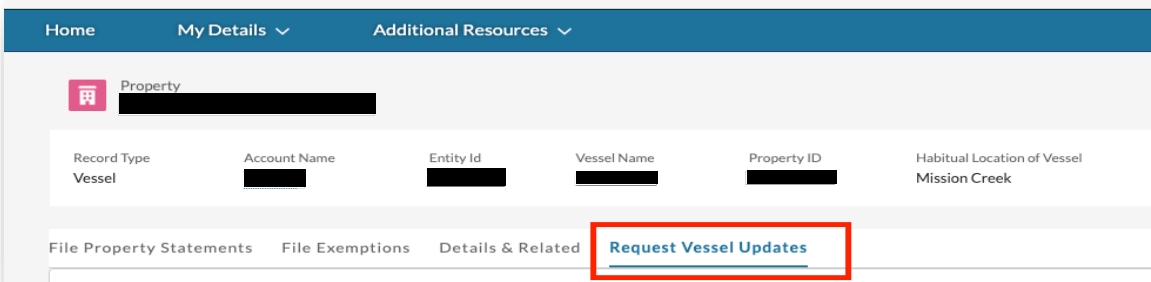 Home My Details Additional Resources
Property
Record Type Account Name Entity Id Vessel Name Property ID Habitual Location of Vessel
Vessel Mission Creek
File Property Statements File Exemptions Details & Related Request Vessel Updates